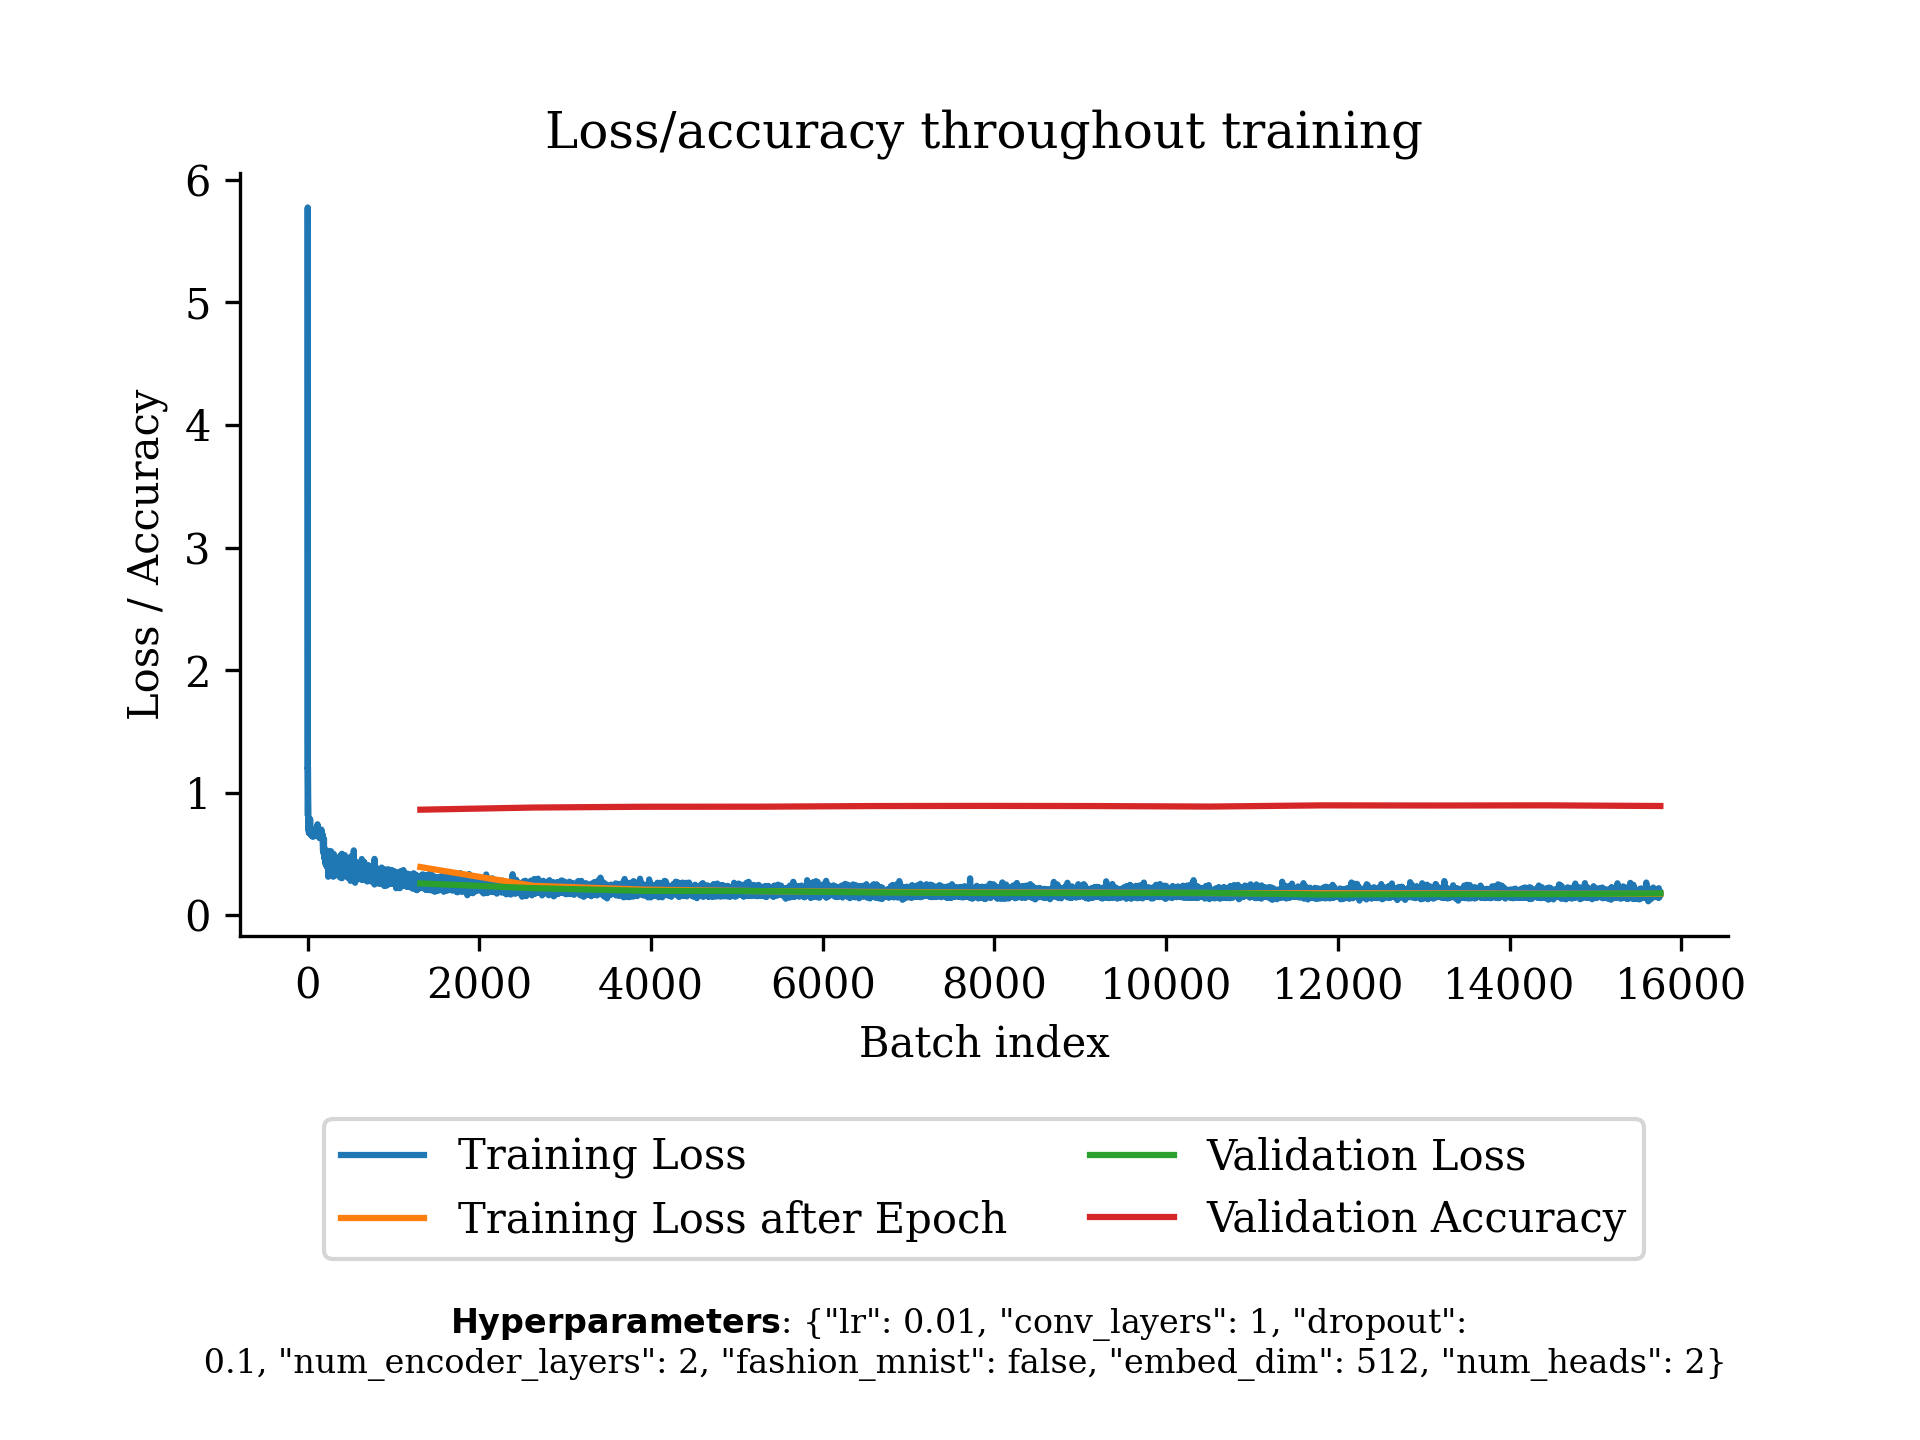 Loss/accuracy throughout training
6
5
4
3
2
1
0
Loss / Accuracy
0 2000 4000 6000 8000 10000 12000 14000 16000
Batch index
Training Loss
Training Loss after Epoch
Validation Loss
Validation Accuracy
Hyperparameters: {"lr": 0.01, "conv_layers": 1, "dropout":
0.1, "num_encoder_layers": 2, "fashion_mnist": false, "embed_dim": 512, "num_heads": 2}